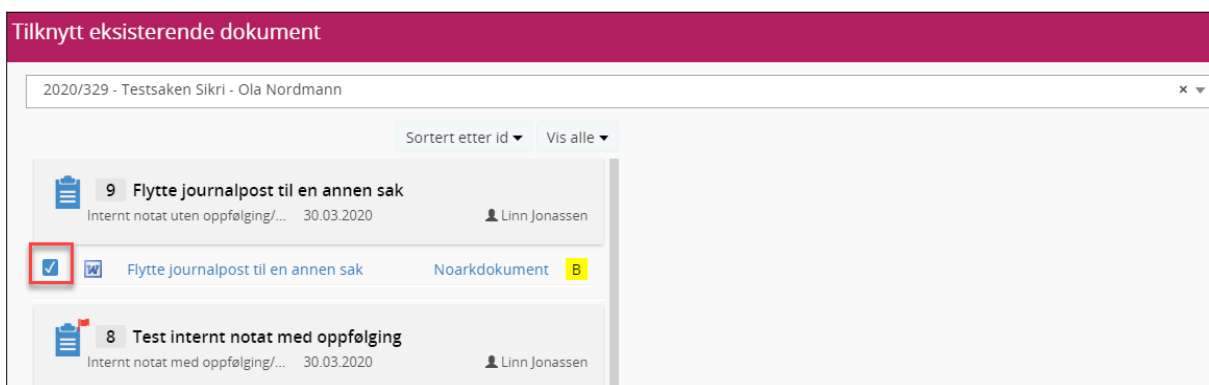 Tilknytt eksisterende dokument
2020/329 - Testsaken Sikri - Ola Nordmann
Sortert etter id Vis alle
9 Flytte journalpost til en annen sak
Internt notat uten oppfølging/... 30.03.2020 Linn Jonassen
Flytte journalpost til en annen sak Noarkdokument B
8 Test internt notat med oppfølging
Internt notat med oppfølging/... 30.03.2020 Linn Jonassen